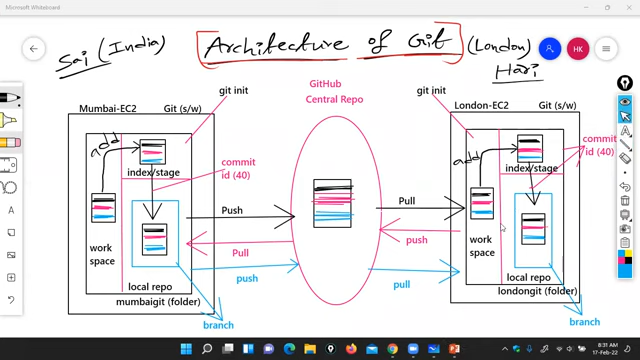 Microsoft Whiteboard
Sai (India)
Architecture of Git
(London)
Hari
HK
GitHub
Central Repo
git init
git init
Mumbai-EC2
Git (s/w)
London-EC2
Git (s/w)
add
index/stage
commit
id (40)
work
space
local repo
mumbaigit (folder)
branch
Push
Pull
push
Pull
push
pull
add
index/stage
commit
id (40)
work
space
local repo
londongit (folder)
branch
8:31 AM
17-Feb-22